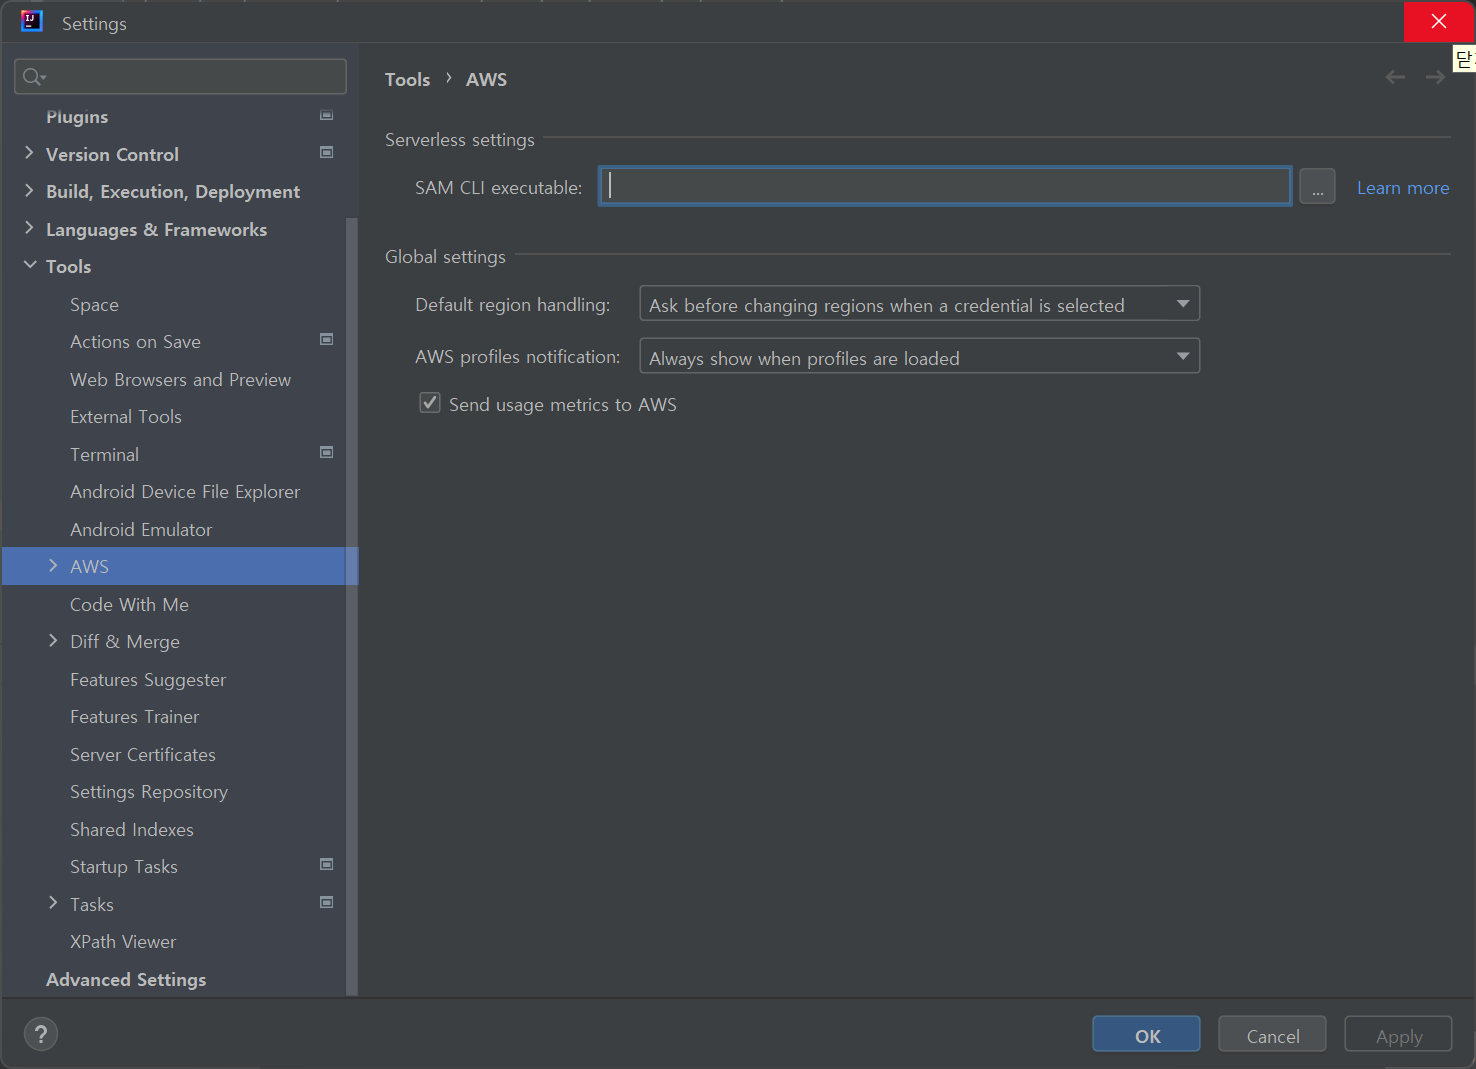 Settings
닫
Plugins
Version Control
Build, Execution, Deployment
Languages & Frameworks
Tools
Space
Actions on Save
Web Browsers and Preview
External Tools
Terminal
Android Device File Explorer
Android Emulator
AWS
Code With Me
Diff & Merge
Features Suggester
Features Trainer
Server Certificates
Settings Repository
Shared Indexes
Startup Tasks
Tasks
XPath Viewer
Advanced Settings
Tools › AWS
Serverless settings
SAM CLI executable: ... Learn more
Global settings
Default region handling: Ask before changing regions when a credential is selected
AWS profiles notification: Always show when profiles are loaded
Send usage metrics to AWS
? OK Cancel Apply